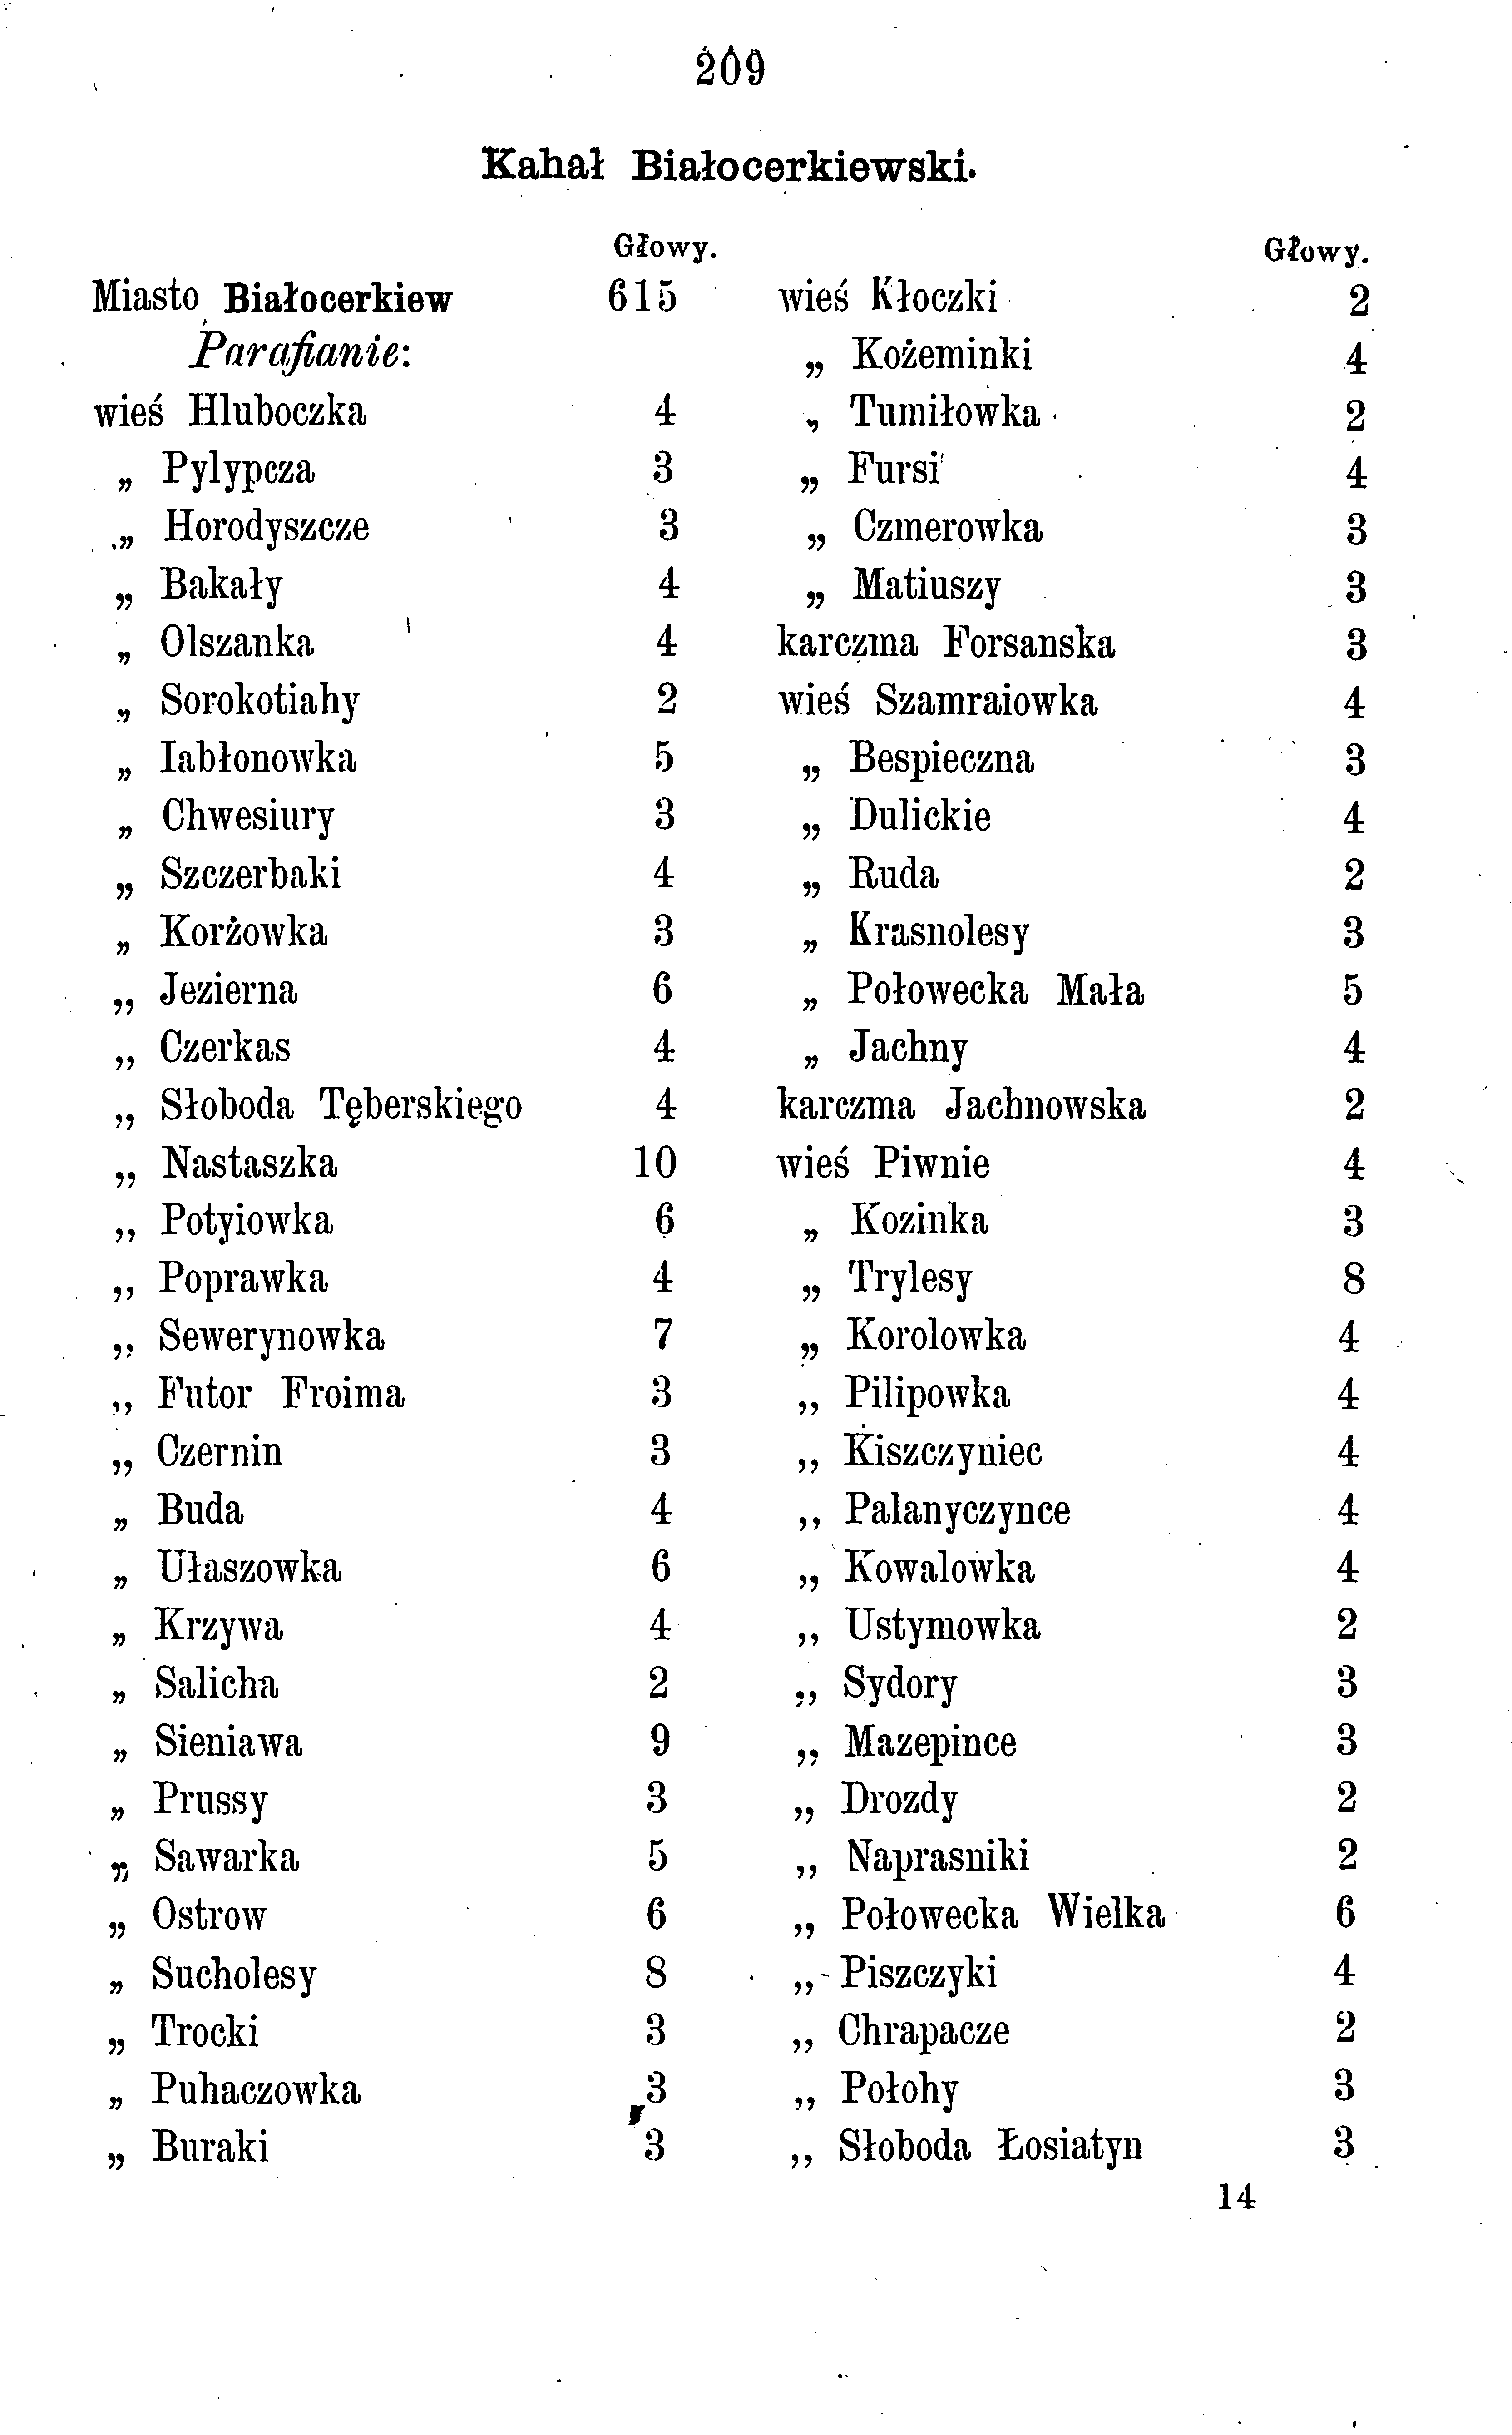 209
Kahał Białocerkiewski.
Głowy.
Miasto Białocerkiew 615
Parafianie:
wieś Hluboczka 4
„ Pylypcza 3
„ Horodyszcze 3
„ Bakały 4
„ Olszanka 4
„ Sorokotiahy 2
„ Iabłonowka 5
„ Chwesiury 3
„ Szczerbaki 4
„ Korżowka 3
„ Jezierna 6
„ Czerkas 4
„ Słoboda Tęberskiego 4
„ Nastaszka 10
„ Potyiowka 6
„ Poprawka 4
„ Sewerynowka 7
„ Futor Froima 3
„ Czernin 3
„ Buda 4
„ Ułaszowka 6
„ Krzywa 4
„ Salicha 2
„ Sieniawa 9
„ Prussy 3
„ Sawarka 5
„ Ostrow 6
„ Sucholesy 8
„ Trocki 3
„ Puhaczowka 3
„ Buraki 3
Głowy.
wieś Kłoczki 2
„ Kożeminki 4
„ Tumiłowka 2
„ Fursi 4
„ Czmerowka 3
„ Matiuszy 3
karczma Forsanska 3
wieś Szamraiowka 4
„ Bespieczna 3
„ Dulickie 4
„ Ruda 2
„ Krasnolesy 3
„ Połowecka Mała 5
„ Jachny 4
karczma Jachnowska 2
wieś Piwnie 4
„ Kozinka 3
„ Trylesy 8
„ Korolowka 4
„ Pilipowka 4
„ Kiszczyniec 4
„ Palanyczynce 4
„ Kowalowka 4
„ Ustymowka 2
„ Sydory 3
„ Mazepince 3
„ Drozdy 2
„ Naprasniki 2
„ Połowecka Wielka 6
„ Piszczyki 4
„ Chrapacze 2
„ Połohy 3
„ Słoboda Łosiatyn 3
14